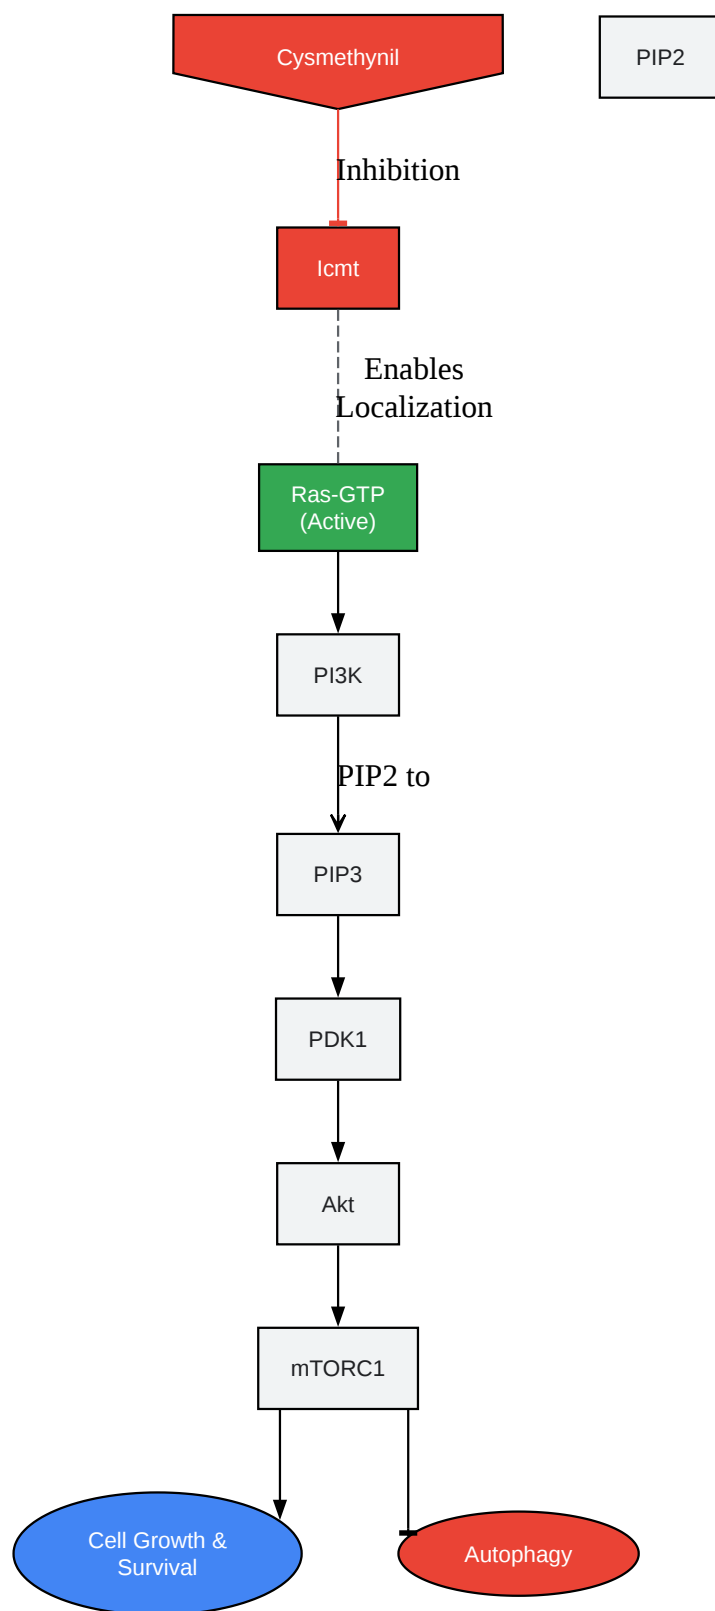 Cysmethynil
PIP2
Inhibition
Icmt
Enables
Localization
Ras-GTP
(Active)
PI3K
PIP2 to
PIP3
PDK1
Akt
mTORC1
Cell Growth &
Survival
Autophagy